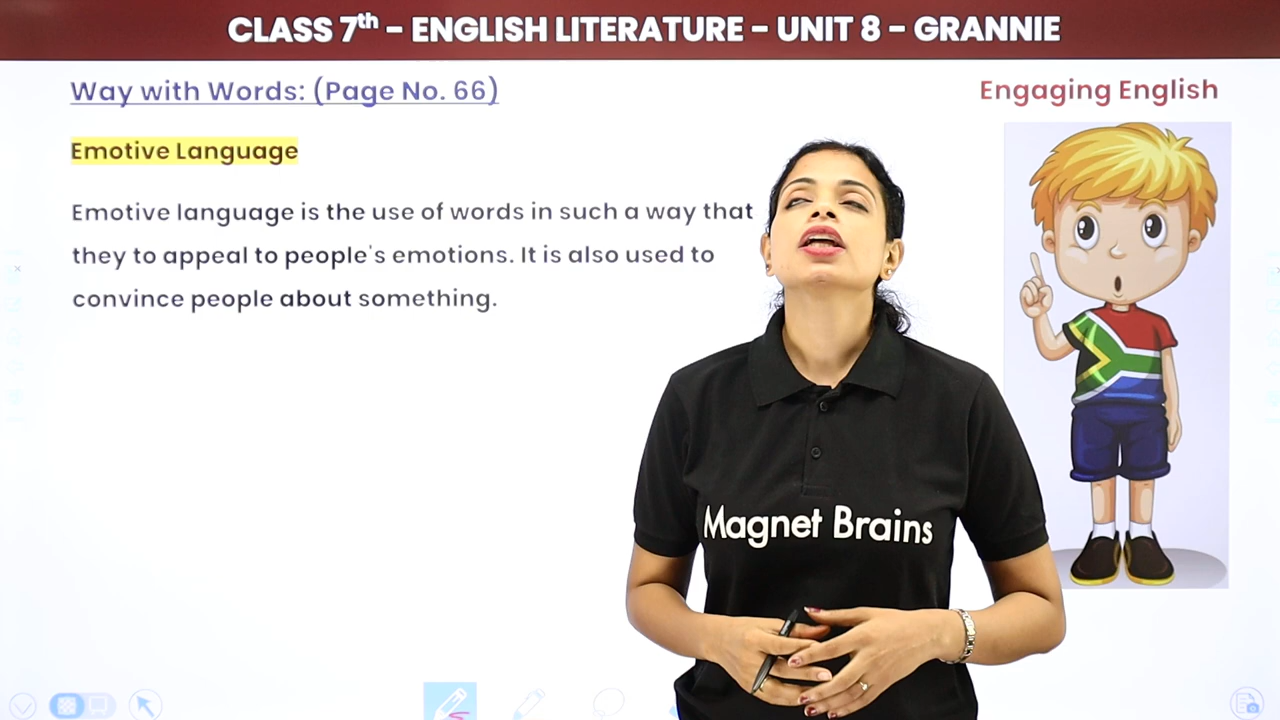 CLASS 7th - ENGLISH LITERATURE - UNIT 8 - GRANNIE
Way with Words: (Page No. 66)
Engaging English
Emotive Language
Emotive language is the use of words in such a way that
they to appeal to people's emotions. It is also used to
convince people about something.
Magnet Brains